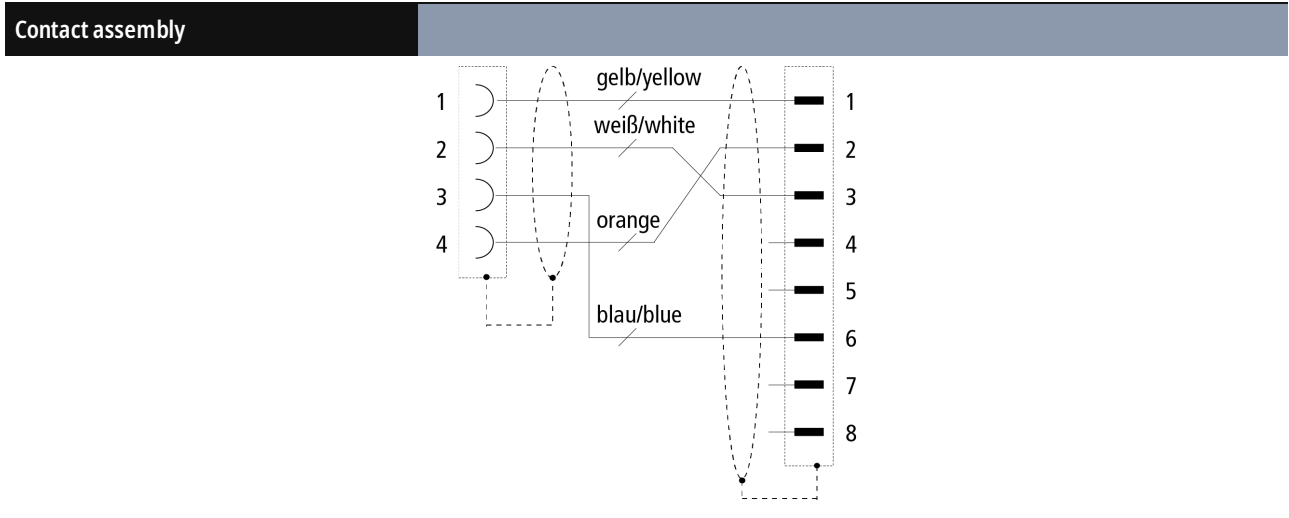 Contact assembly
gelb/yellow
1 1
weiß/white
2 2
3 3
orange
4 4
5
blau/blue
6
7
8